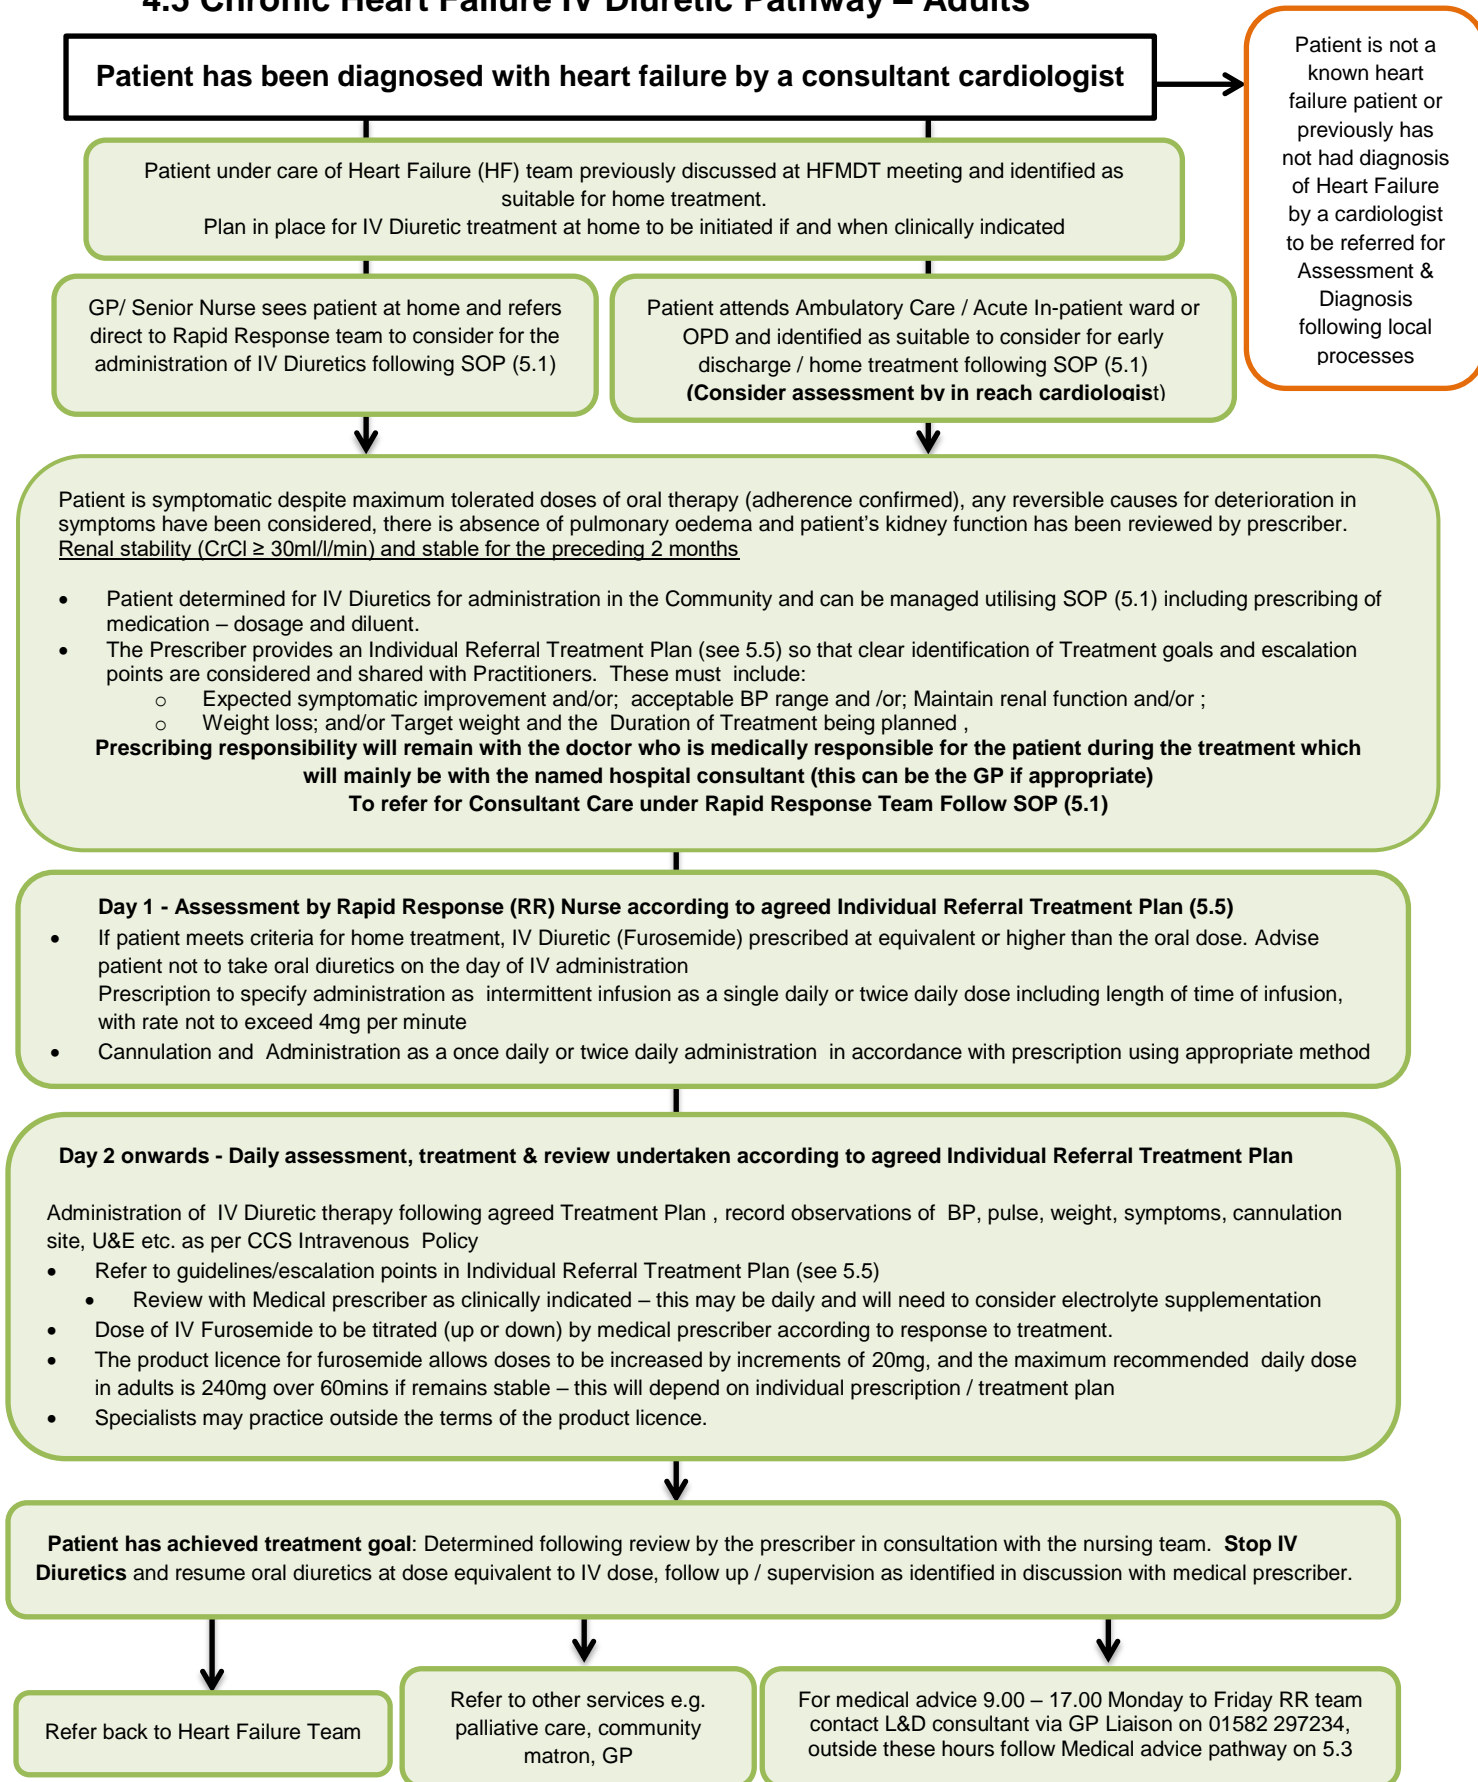 4.5 Chronic Heart Failure IV Diuretic Pathway – Adults
Patient has been diagnosed with heart failure by a consultant cardiologist
Patient is not a
known heart
failure patient or
previously has
not had diagnosis
of Heart Failure
by a cardiologist
to be referred for
Assessment &
Diagnosis
following local
processes
Patient under care of Heart Failure (HF) team previously discussed at HFMDT meeting and identified as
suitable for home treatment.
Plan in place for IV Diuretic treatment at home to be initiated if and when clinically indicated
GP/ Senior Nurse sees patient at home and refers
direct to Rapid Response team to consider for the
administration of IV Diuretics following SOP (5.1)
Patient attends Ambulatory Care / Acute In-patient ward or
OPD and identified as suitable to consider for early
discharge / home treatment following SOP (5.1)
(Consider assessment by in reach cardiologist)
Patient is symptomatic despite maximum tolerated doses of oral therapy (adherence confirmed), any reversible causes for deterioration in
symptoms have been considered, there is absence of pulmonary oedema and patient's kidney function has been reviewed by prescriber.
Renal stability (CrCl ≥ 30ml/l/min) and stable for the preceding 2 months
• Patient determined for IV Diuretics for administration in the Community and can be managed utilising SOP (5.1) including prescribing of
medication – dosage and diluent.
• The Prescriber provides an Individual Referral Treatment Plan (see 5.5) so that clear identification of Treatment goals and escalation
points are considered and shared with Practitioners. These must include:
o Expected symptomatic improvement and/or; acceptable BP range and /or; Maintain renal function and/or ;
o Weight loss; and/or Target weight and the Duration of Treatment being planned ,
Prescribing responsibility will remain with the doctor who is medically responsible for the patient during the treatment which
will mainly be with the named hospital consultant (this can be the GP if appropriate)
To refer for Consultant Care under Rapid Response Team Follow SOP (5.1)
Day 1 - Assessment by Rapid Response (RR) Nurse according to agreed Individual Referral Treatment Plan (5.5)
• If patient meets criteria for home treatment, IV Diuretic (Furosemide) prescribed at equivalent or higher than the oral dose. Advise
patient not to take oral diuretics on the day of IV administration
Prescription to specify administration as intermittent infusion as a single daily or twice daily dose including length of time of infusion,
with rate not to exceed 4mg per minute
• Cannulation and Administration as a once daily or twice daily administration in accordance with prescription using appropriate method
Day 2 onwards - Daily assessment, treatment & review undertaken according to agreed Individual Referral Treatment Plan
Administration of IV Diuretic therapy following agreed Treatment Plan , record observations of BP, pulse, weight, symptoms, cannulation
site, U&E etc. as per CCS Intravenous Policy
• Refer to guidelines/escalation points in Individual Referral Treatment Plan (see 5.5)
• Review with Medical prescriber as clinically indicated – this may be daily and will need to consider electrolyte supplementation
• Dose of IV Furosemide to be titrated (up or down) by medical prescriber according to response to treatment.
• The product licence for furosemide allows doses to be increased by increments of 20mg, and the maximum recommended daily dose
in adults is 240mg over 60mins if remains stable – this will depend on individual prescription / treatment plan
• Specialists may practice outside the terms of the product licence.
Patient has achieved treatment goal: Determined following review by the prescriber in consultation with the nursing team. Stop IV
Diuretics and resume oral diuretics at dose equivalent to IV dose, follow up / supervision as identified in discussion with medical prescriber.
Refer back to Heart Failure Team
Refer to other services e.g.
palliative care, community
matron, GP
For medical advice 9.00 – 17.00 Monday to Friday RR team
contact L&D consultant via GP Liaison on 01582 297234,
outside these hours follow Medical advice pathway on 5.3